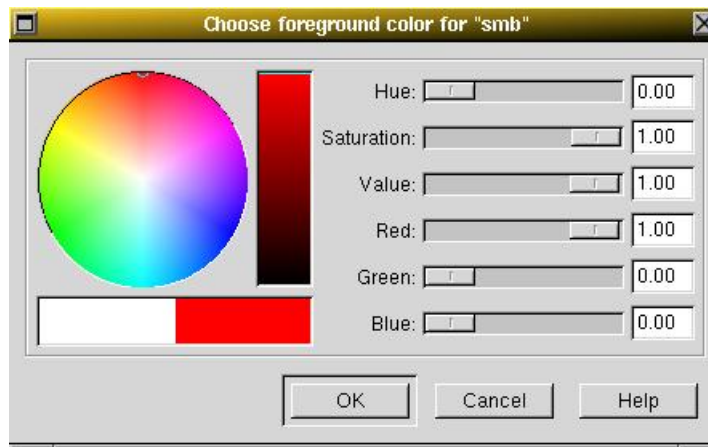 Choose foreground color for "smb"
Hue: 0.00
Saturation: 1.00
Value: 1.00
Red: 1.00
Green: 0.00
Blue: 0.00
OK Cancel Help